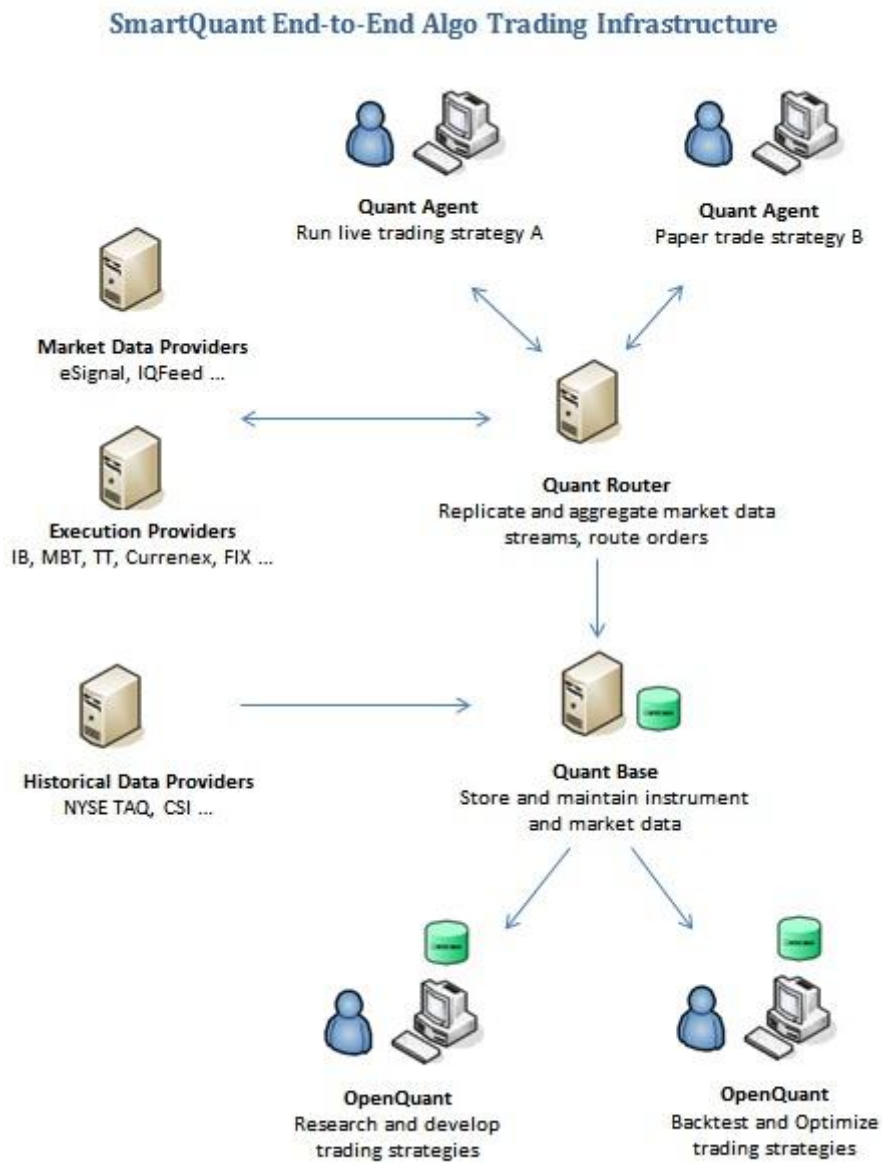 SmartQuant End-to-End Algo Trading Infrastructure
Quant Agent
Run live trading strategy A
Quant Agent
Paper trade strategy B
Market Data Providers
eSignal, IQFeed ...
Execution Providers
IB, MBT, TT, Currenex, FIX ...
Quant Router
Replicate and aggregate market data
streams, route orders
Historical Data Providers
NYSE TAQ, CSI ...
Quant Base
Store and maintain instrument
and market data
OpenQuant
Research and develop
trading strategies
OpenQuant
Backtest and Optimize
trading strategies